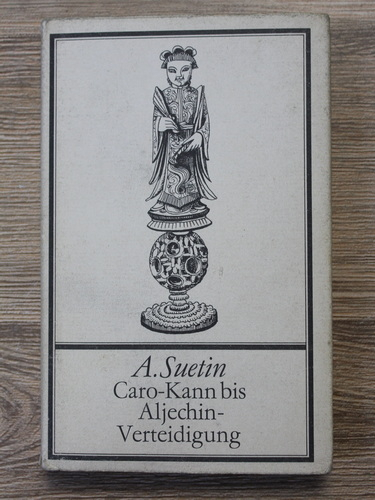 A. Suetin
Caro-Kann bis
Aljechin-
Verteidigung